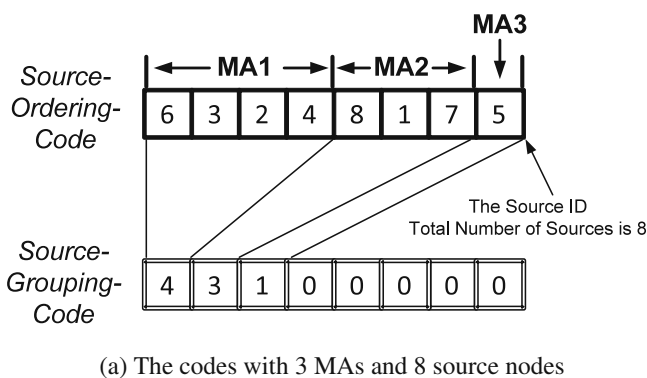 MA3
MA1
MA2
Source-
Ordering-
Code
6 3 2 4 8 1 7 5
The Source ID
Total Number of Sources is 8
Source-
Grouping-
Code
4 3 1 0 0 0 0 0
(a) The codes with 3 MAs and 8 source nodes